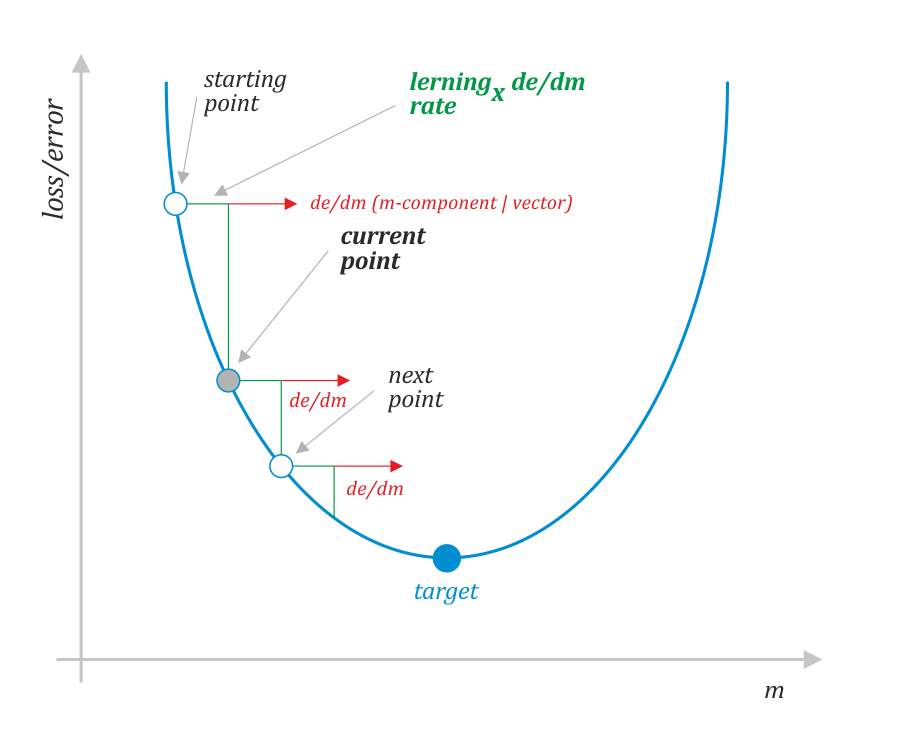 starting
point
lerning x de/dm
rate
loss/error
de/dm (m-component | vector)
current
point
next
point
de/dm
de/dm
target
m